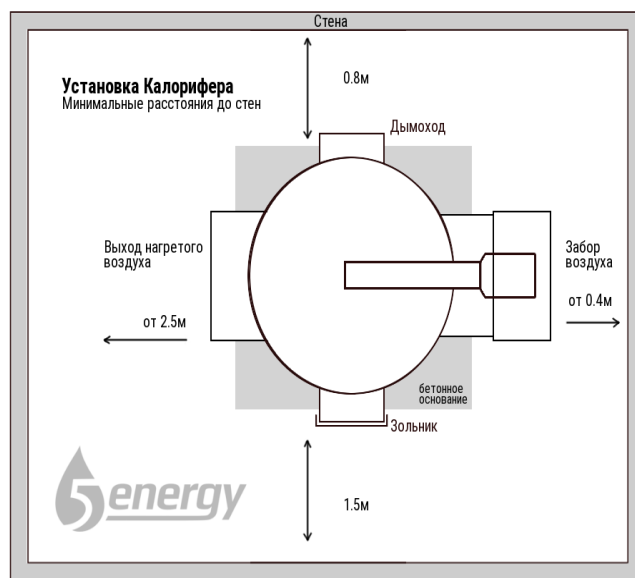 Стена
Установка Калорифера
Минимальные расстояния до стен
0.8м
Дымоход
Выход нагретого
воздуха
Забор
воздуха
от 2.5м
от 0.4м
бетонное
основание
Зольник
5energy
1.5м